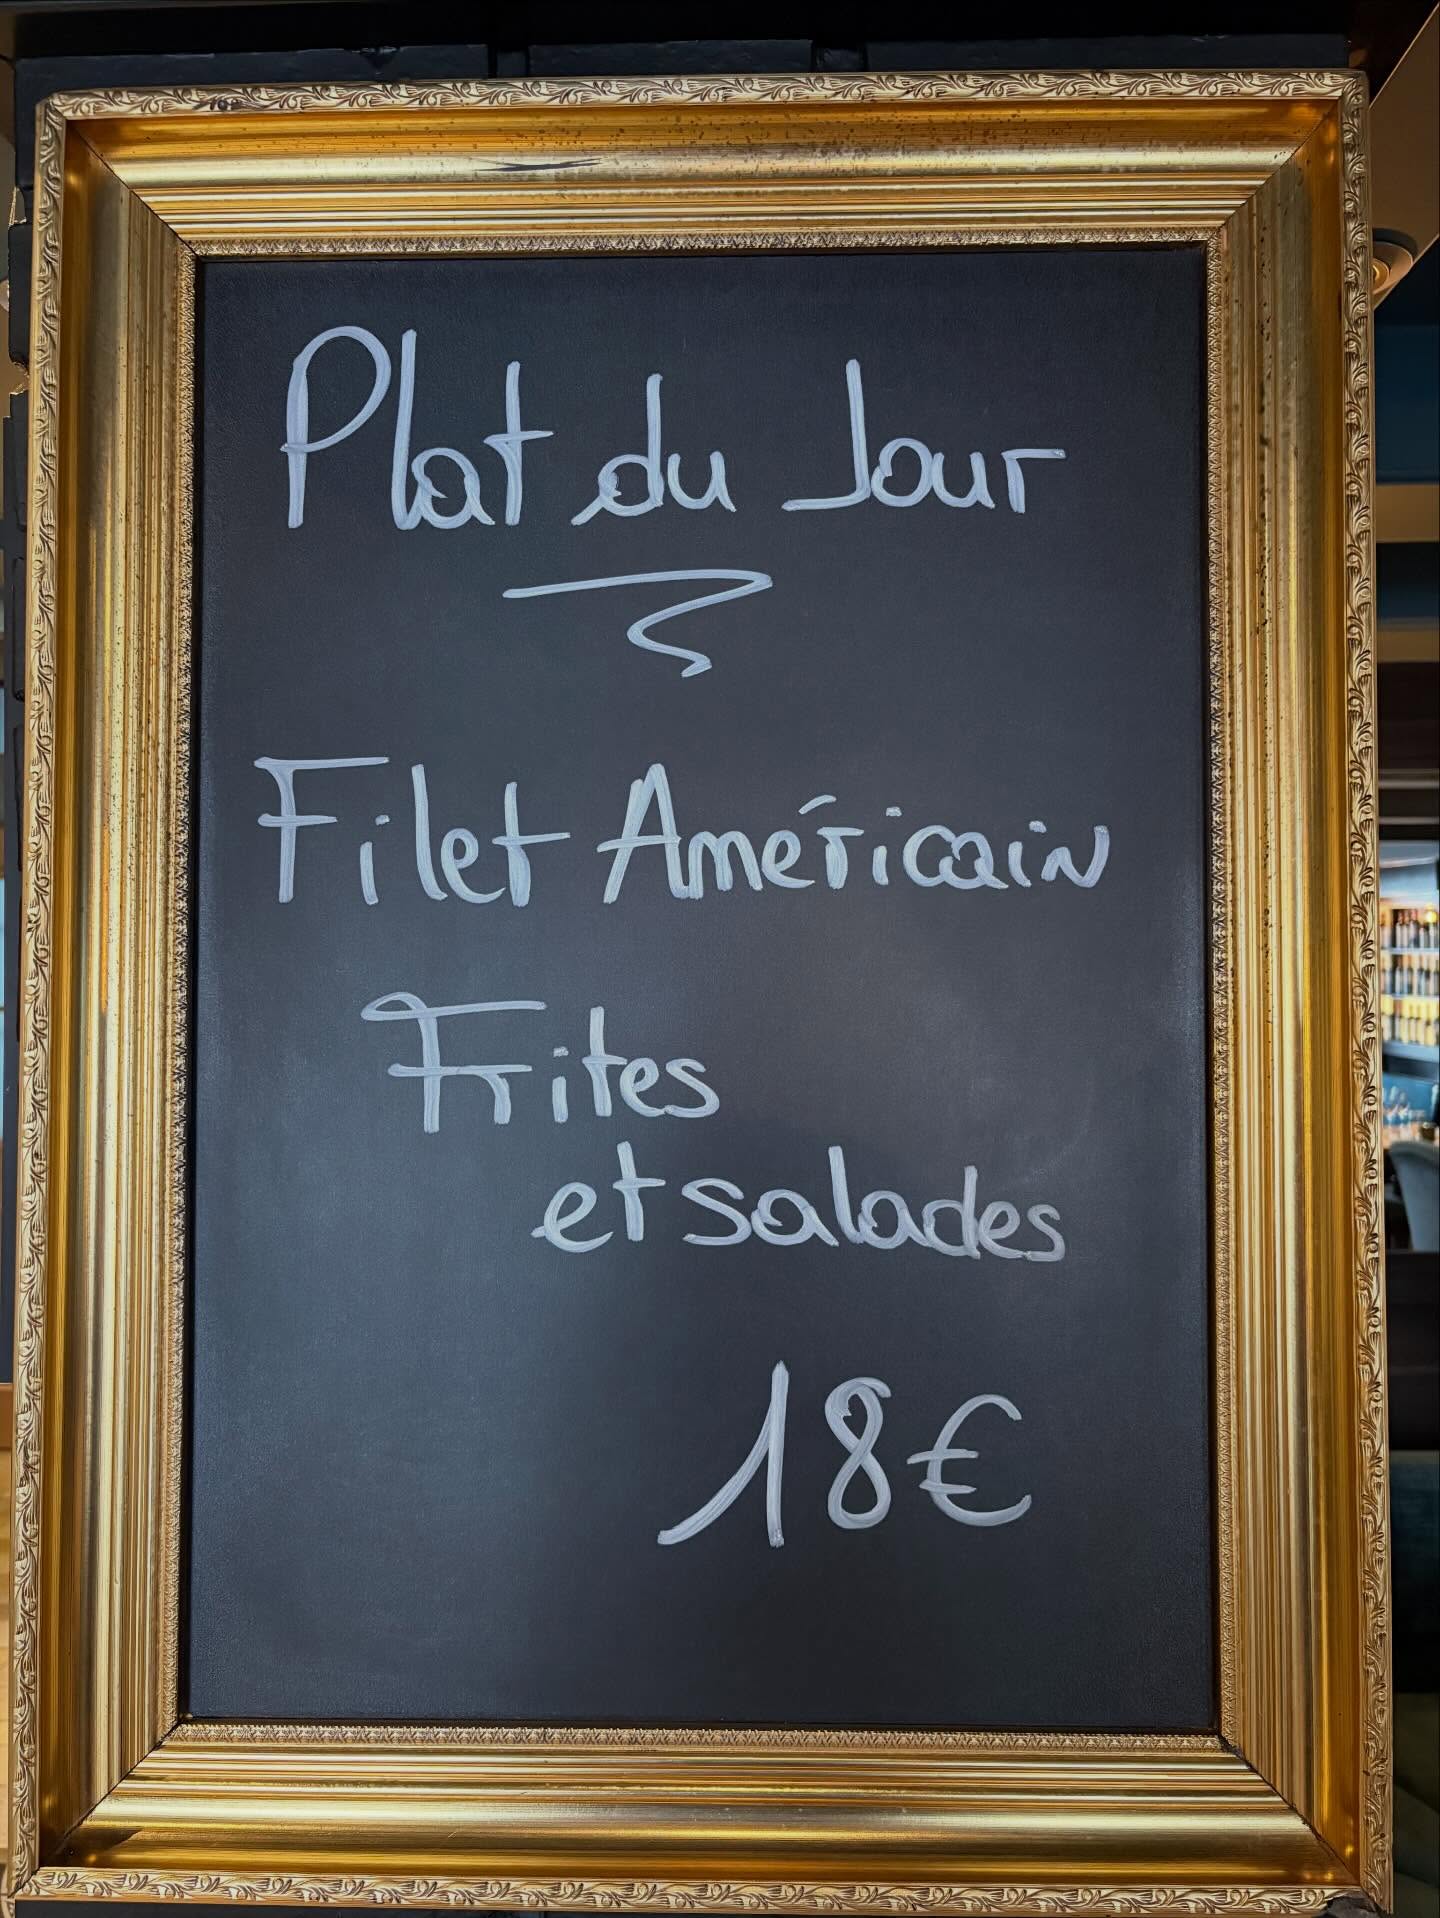 Plat du Jour
Filet Américain
Frites
et salades
18€